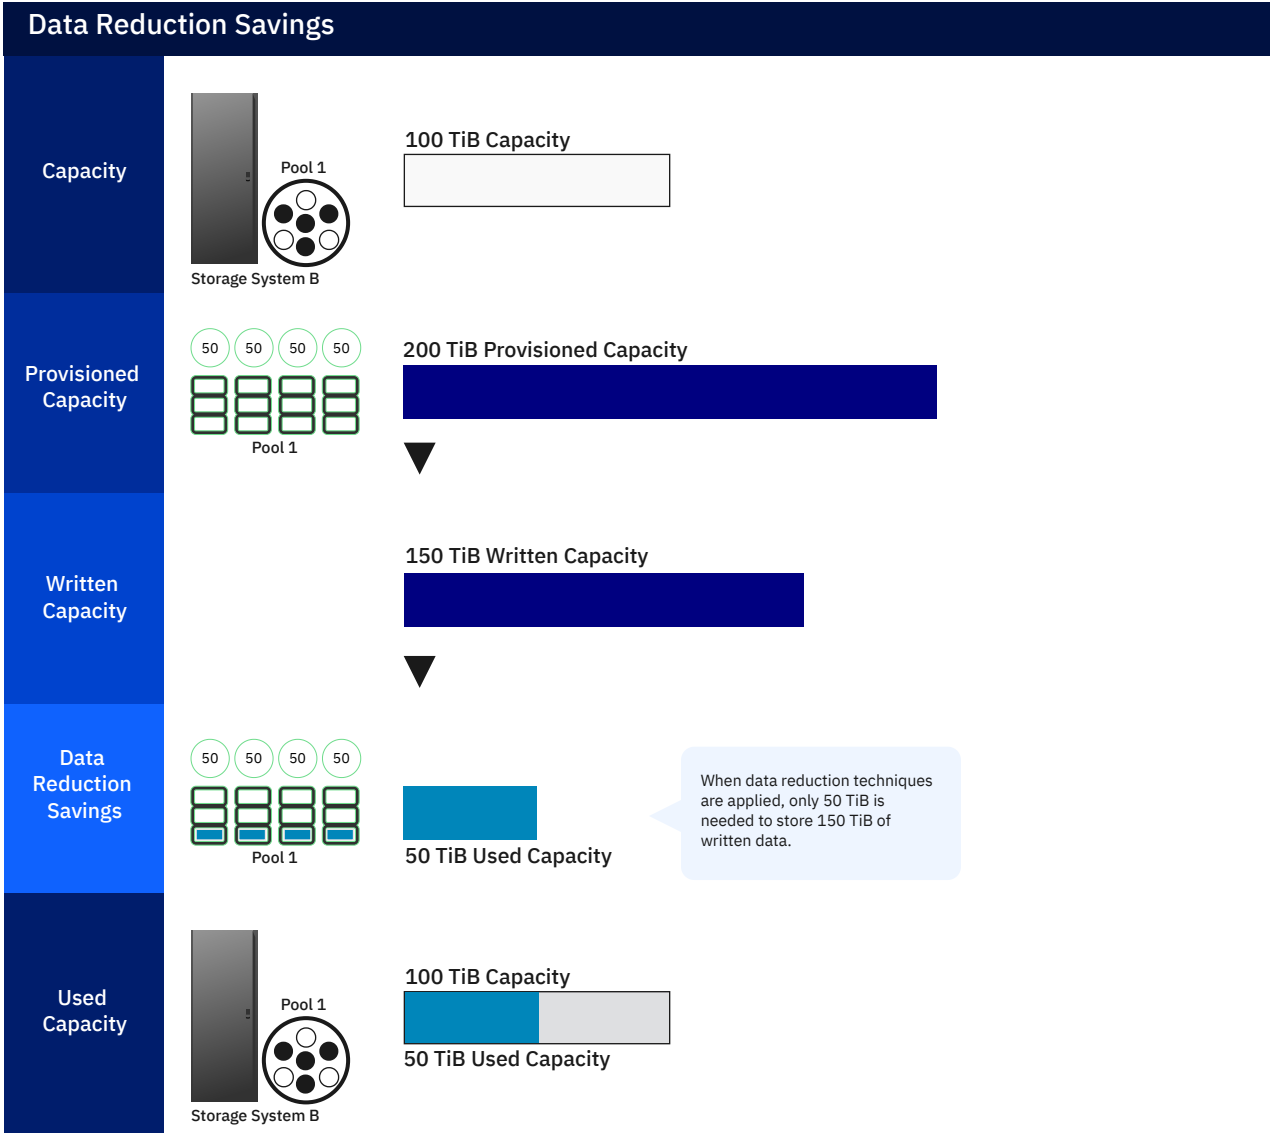 Data Reduction Savings
Capacity
Pool 1
Storage System B
100 TiB Capacity
Provisioned
Capacity
50 50 50 50
Pool 1
200 TiB Provisioned Capacity
Written
Capacity
150 TiB Written Capacity
Data
Reduction
Savings
50 50 50 50
Pool 1
50 TiB Used Capacity
When data reduction techniques
are applied, only 50 TiB is
needed to store 150 TiB of
written data.
Used
Capacity
Pool 1
Storage System B
100 TiB Capacity
50 TiB Used Capacity